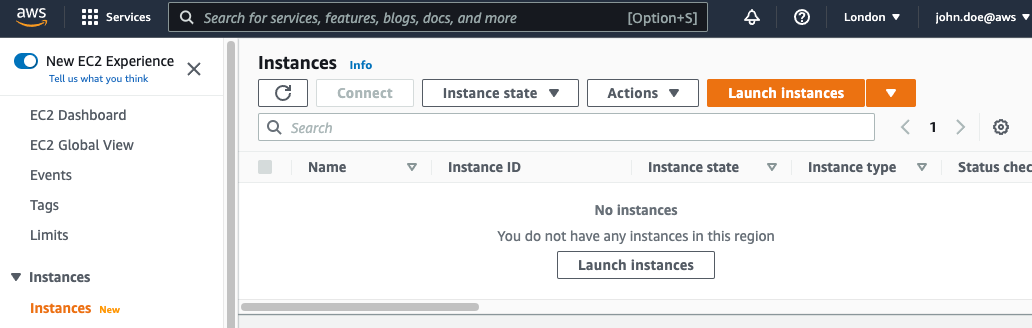 aws Services Search for services, features, blogs, docs, and more [Option+S] London john.doe@aws
New EC2 Experience
Tell us what you think
EC2 Dashboard
EC2 Global View
Events
Tags
Limits
Instances
Instances New
Instances Info
Connect Instance state Actions Launch instances
Search 1
Name Instance ID Instance state Instance type Status chec
No instances
You do not have any instances in this region
Launch instances